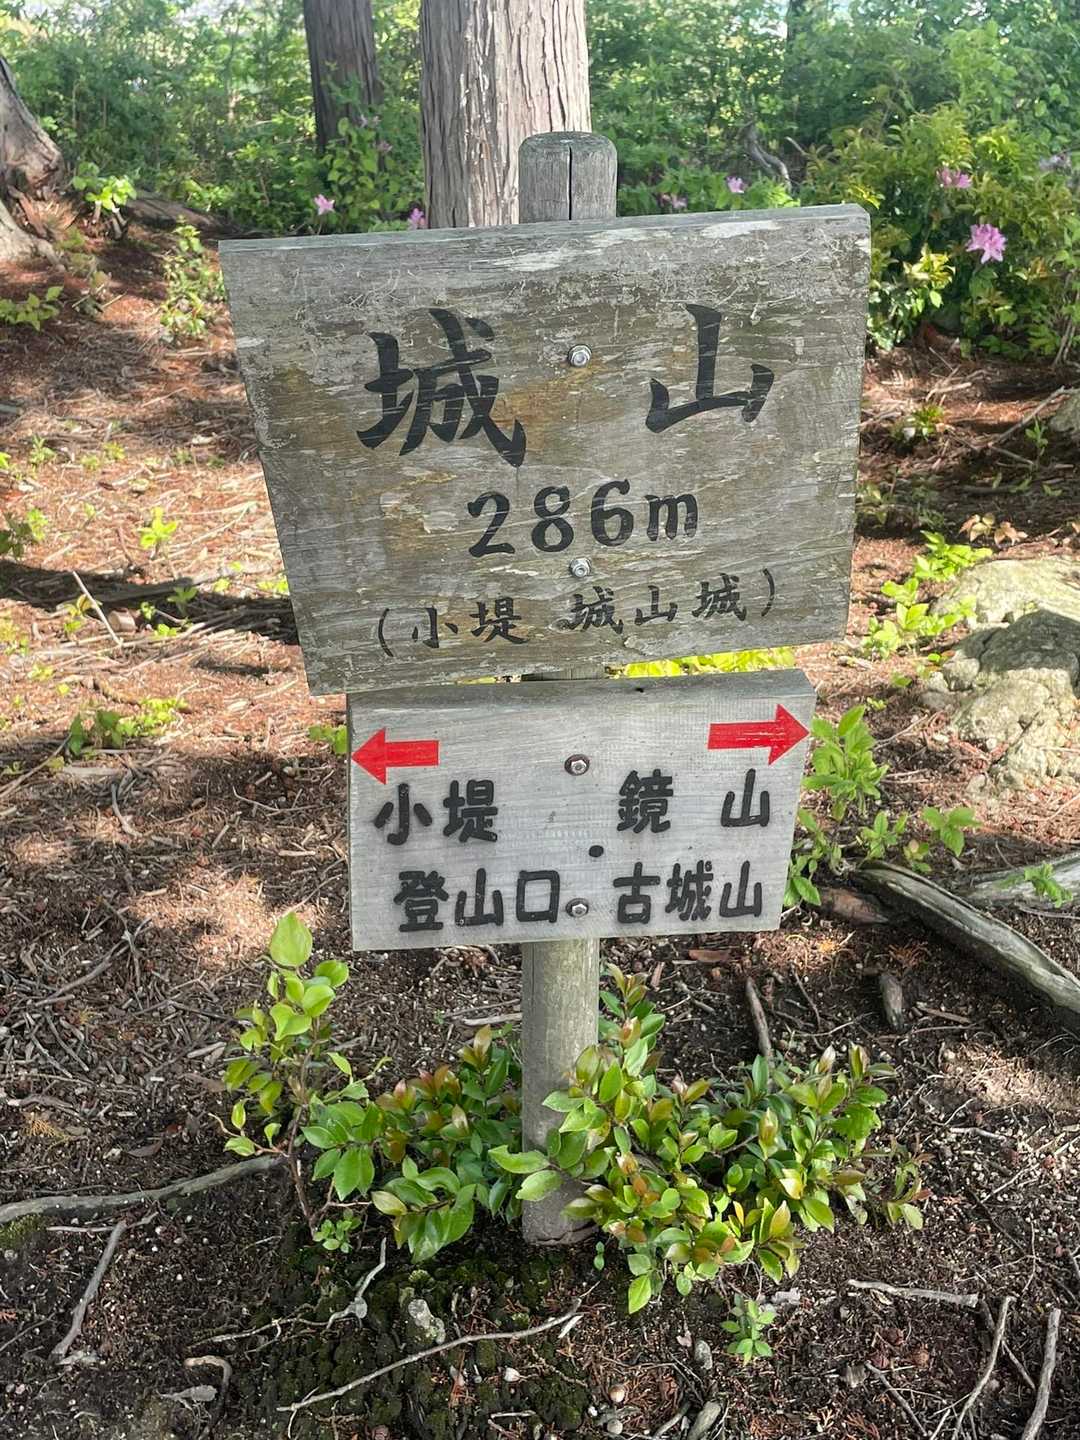 城山
286m
(小堤 城山城)
← →
小堤 鏡山
登山口・古城山